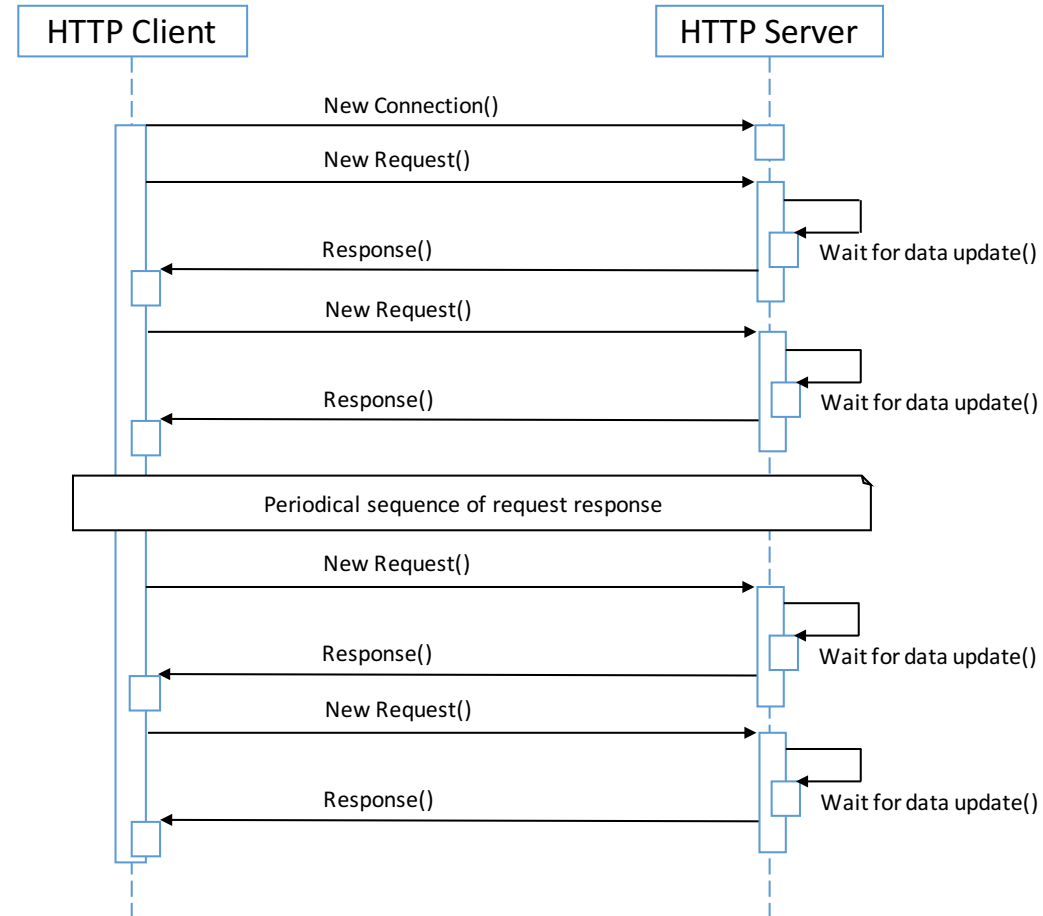 HTTP Client
HTTP Server
New Connection()
New Request()
Wait for data update()
Response()
New Request()
Wait for data update()
Response()
Periodical sequence of request response
New Request()
Wait for data update()
Response()
New Request()
Wait for data update()
Response()